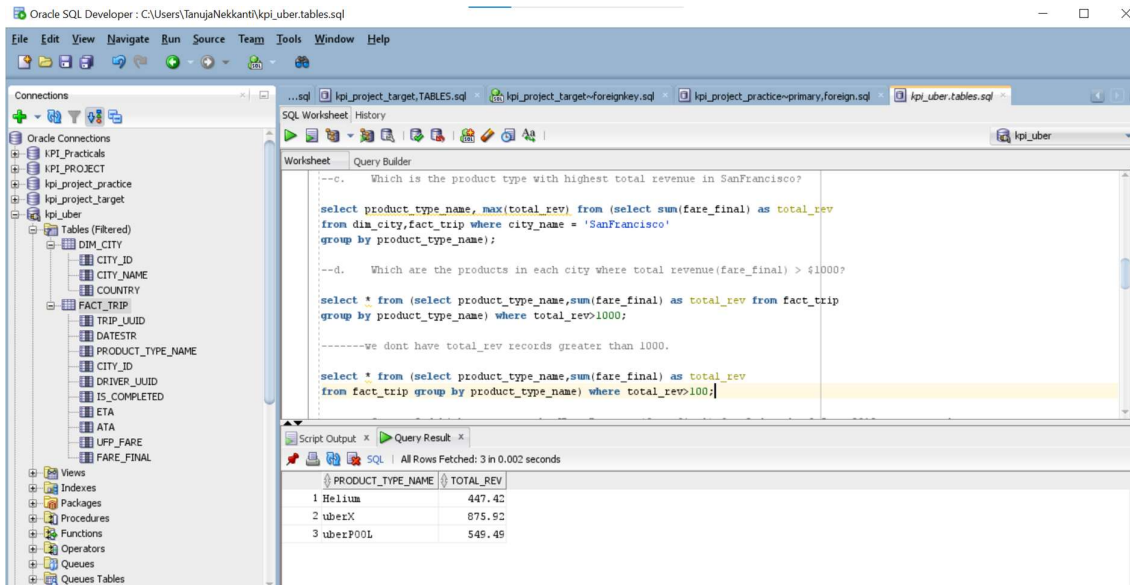 Oracle SQL Developer : C:\Users\TanujaNekkanti\kpi_uber.tables.sql
File Edit View Navigate Run Source Team Tools Window Help
Connections
...sql kpi_project_target,TABLES.sql kpi_project_target~foreignkey.sql kpi_project_practice~primary,foreign.sql kpi_uber.tables.sql
SQL Worksheet History
kpi_uber
Worksheet Query Builder
Oracle Connections
KPI_Practicals
KPI_PROJECT
kpi_project_practice
kpi_project_target
kpi_uber
Tables (Filtered)
DIM_CITY
CITY_ID
CITY_NAME
COUNTRY
FACT_TRIP
TRIP_UUID
DATESTR
PRODUCT_TYPE_NAME
CITY_ID
DRIVER_UUID
IS_COMPLETED
ETA
ATA
UFP_FARE
FARE_FINAL
Views
Indexes
Packages
Procedures
Functions
Operators
Queues
Queues Tables
--c. Which is the product type with highest total revenue in SanFrancisco?
select product_type_name, max(total_rev) from (select sum(fare_final) as total_rev
from dim_city,fact_trip where city_name = 'SanFrancisco'
group by product_type_name);
--d. Which are the products in each city where total revenue(fare_final) > $1000?
select * from (select product_type_name,sum(fare_final) as total_rev from fact_trip
group by product_type_name) where total_rev>1000;
-------we dont have total_rev records greater than 1000.
select * from (select product_type_name,sum(fare_final) as total_rev
from fact_trip group by product_type_name) where total_rev>100;
Script Output x Query Result x
SQL | All Rows Fetched: 3 in 0.002 seconds
PRODUCT_TYPE_NAME TOTAL_REV
1 Helium 447.42
2 uberX 875.92
3 uberPOOL 549.49